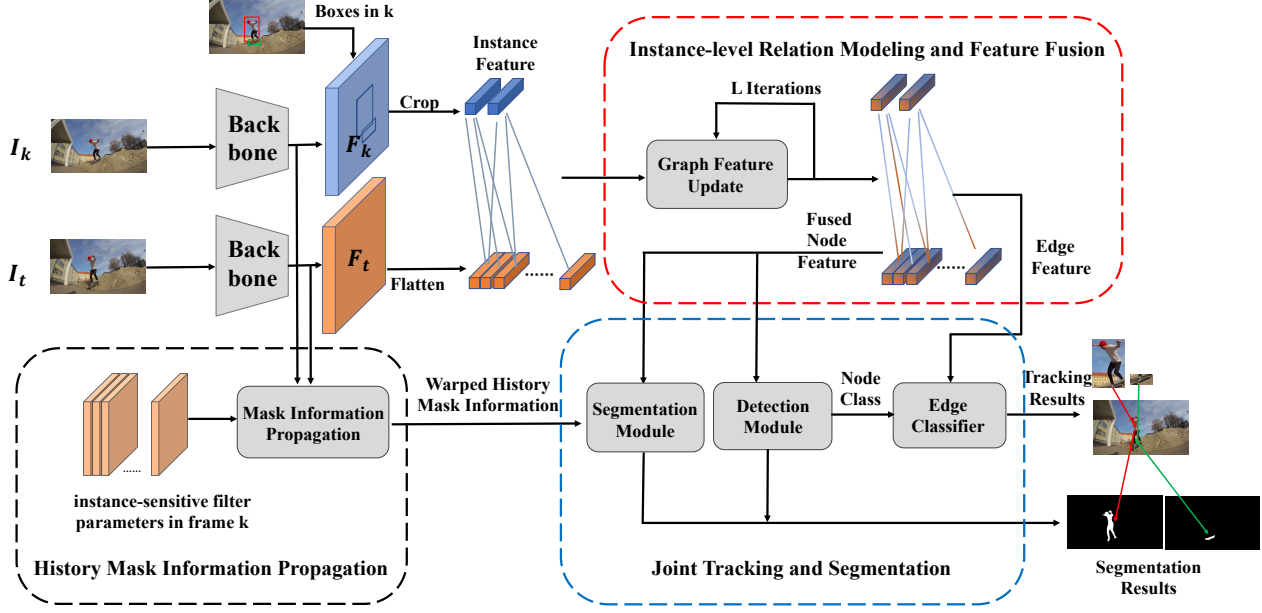 Boxes in k
Instance
Feature
Instance-level Relation Modeling and Feature Fusion
L Iterations
Crop
I_k
Back
bone
F_k
Graph Feature
Update
Fused
Node
Feature
Edge
Feature
I_t
Back
bone
F_t
Flatten
......
......
Warped History
Mask Information
Mask Information
Propagation
......
instance-sensitive filter
parameters in frame k
History Mask Information Propagation
Segmentation
Module
Detection
Module
Node
Class
Edge
Classifier
Tracking
Results
Joint Tracking and Segmentation
Segmentation
Results